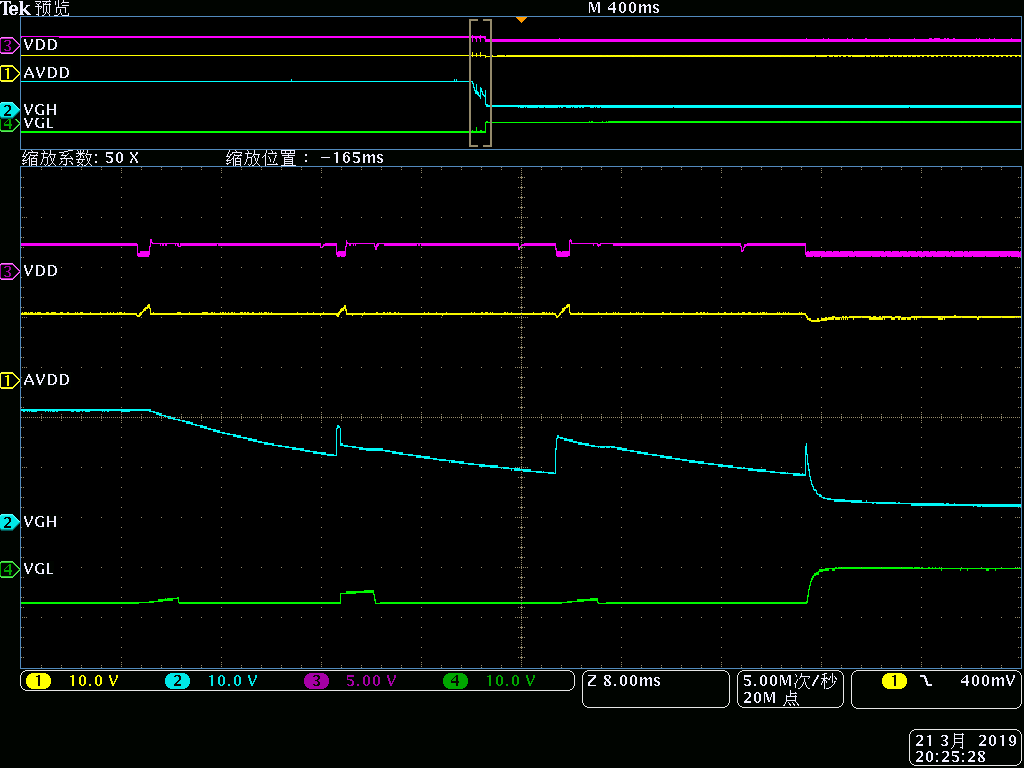 Tek 预览
M 400ms
3 VDD
1 AVDD
2 VGH
4 VGL
缩放系数: 50 X
缩放位置： -165ms
3 VDD
1 AVDD
2 VGH
4 VGL
1 10.0 V 2 10.0 V 3 5.00 V 4 10.0 V
Z 8.00ms
5.00M次/秒
20M 点
1 400mV
21 3月 2019
20:25:28